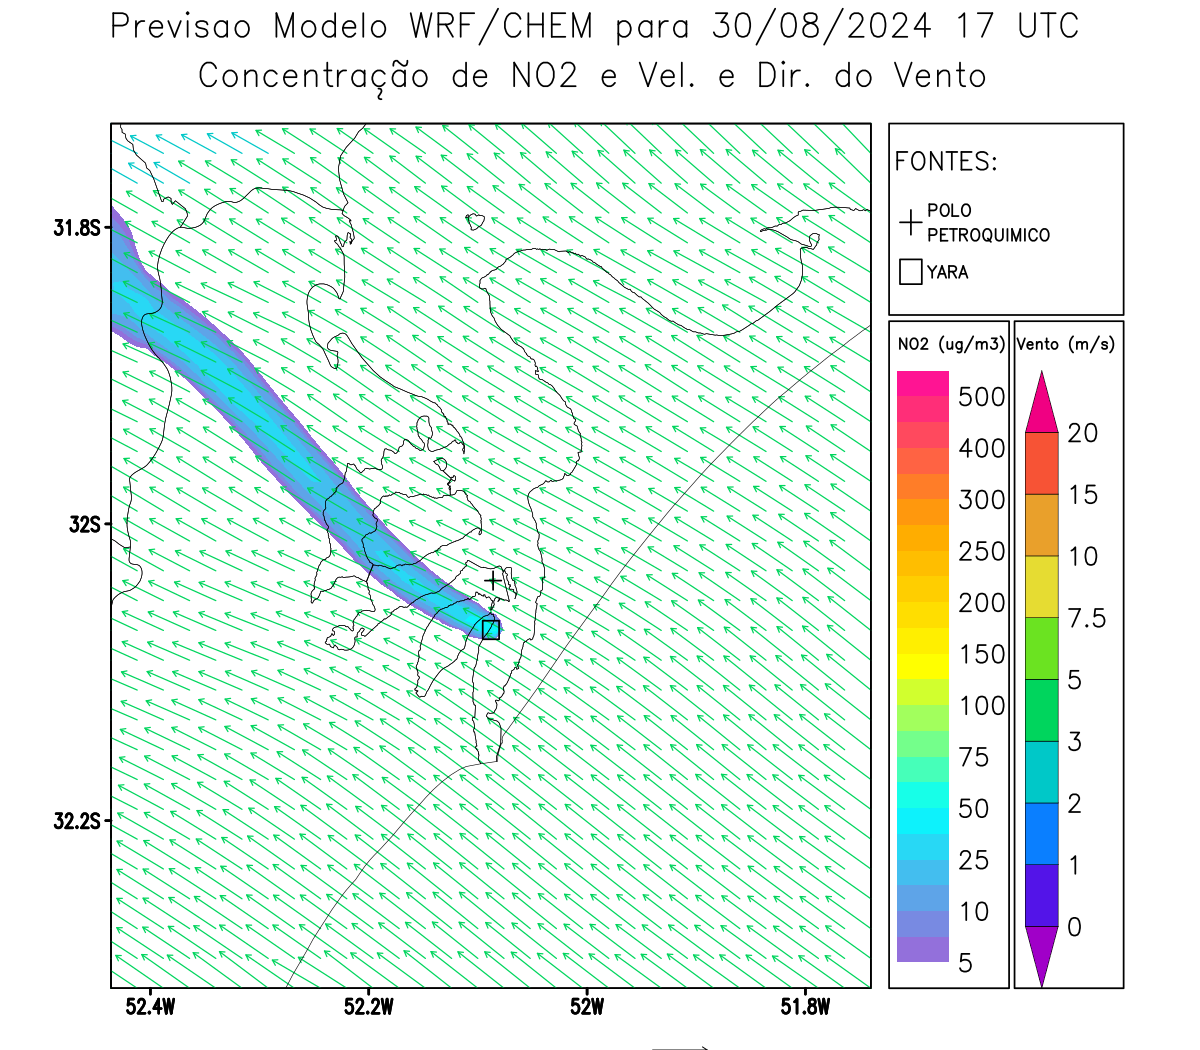 Previsao Modelo WRF/CHEM para 30/08/2024 17 UTC
Concentração de NO2 e Vel. e Dir. do Vento
FONTES:
POLO
PETROQUIMICO
YARA
NO2 (ug/m3)
500
400
300
250
200
150
100
75
50
25
10
5
Vento (m/s)
20
15
10
7.5
5
3
2
1
0
31.8S
32S
32.2S
52.4W
52.2W
52W
51.8W